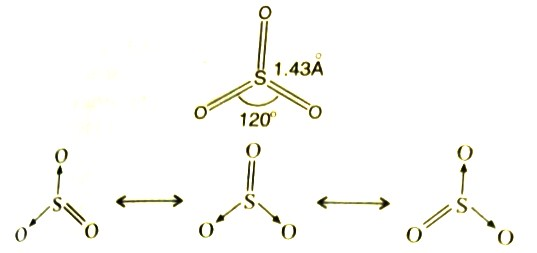 O
S 1.43Å
O 120° O
O O O
S ⟷ S ⟷ S
O O O O O O